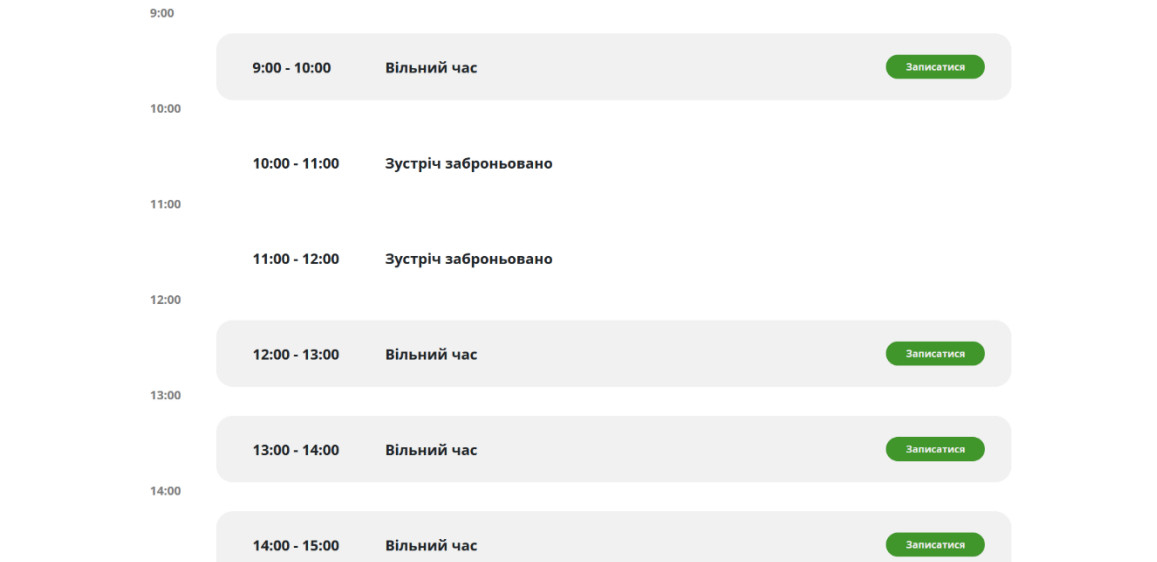 9:00
9:00 - 10:00 Вільний час Записатися
10:00
10:00 - 11:00 Зустріч заброньовано
11:00
11:00 - 12:00 Зустріч заброньовано
12:00
12:00 - 13:00 Вільний час Записатися
13:00
13:00 - 14:00 Вільний час Записатися
14:00
14:00 - 15:00 Вільний час Записатися